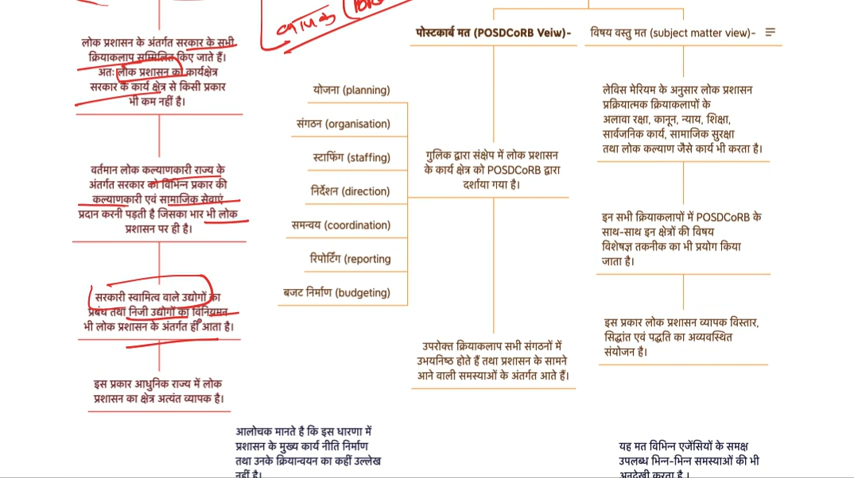 लोक प्रशासन के अंतर्गत सरकार के सभी
क्रियाकलाप सम्मिलित किए जाते हैं।
अतः लोक प्रशासन का कार्यक्षेत्र
सरकार के कार्य क्षेत्र से किसी प्रकार
भी कम नहीं है।
वर्तमान लोक कल्याणकारी राज्य के
अंतर्गत सरकार को विभिन्न प्रकार की
कल्याणकारी एवं सामाजिक सेवाएं
प्रदान करनी पड़ती है जिसका भार भी लोक
प्रशासन पर ही है।
सरकारी स्वामित्व वाले उद्योगों का
प्रबंध तथा निजी उद्योगों का विनियमन
भी लोक प्रशासन के अंतर्गत ही आता है।
इस प्रकार आधुनिक राज्य में लोक
प्रशासन का क्षेत्र अत्यंत व्यापक है।
पोस्टकार्ब मत (POSDCoRB Veiw)-
योजना (planning)
संगठन (organisation)
स्टाफिंग (staffing)
निर्देशन (direction)
समन्वय (coordination)
रिपोर्टिंग (reporting
बजट निर्माण (budgeting)
गुलिक द्वारा संक्षेप में लोक प्रशासन
के कार्य क्षेत्र को POSDCoRB द्वारा
दर्शाया गया है।
उपरोक्त क्रियाकलाप सभी संगठनों में
उभयनिष्ठ होते हैं तथा प्रशासन के सामने
आने वाली समस्याओं के अंतर्गत आते हैं।
आलोचक मानते है कि इस धारणा में
प्रशासन के मुख्य कार्य नीति निर्माण
तथा उनके क्रियान्वयन का कहीं उल्लेख
नहीं है।
विषय वस्तु मत (subject matter view)-
लेविस मेरियम के अनुसार लोक प्रशासन
प्रक्रियात्मक क्रियाकलापों के
अलावा रक्षा, कानून, न्याय, शिक्षा,
सार्वजनिक कार्य, सामाजिक सुरक्षा
तथा लोक कल्याण जैसे कार्य भी करता है।
इन सभी क्रियाकलापों में POSDCoRB के
साथ-साथ इन क्षेत्रों की विषय
विशेषज्ञ तकनीक का भी प्रयोग किया
जाता है।
इस प्रकार लोक प्रशासन व्यापक विस्तार,
सिद्धांत एवं पद्धति का अव्यवस्थित
संयोजन है।
यह मत विभिन्न एजेंसियों के समक्ष
उपलब्ध भिन्न-भिन्न समस्याओं की भी
अनदेखी करता है।